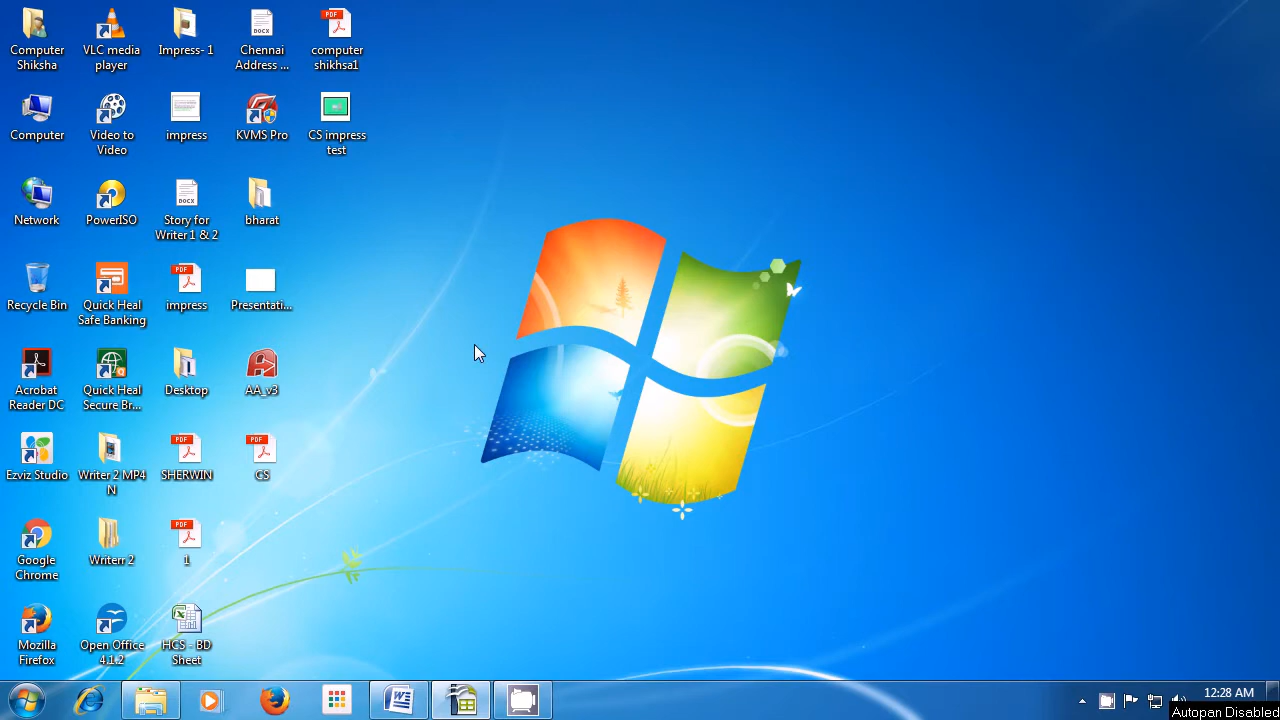 Computer
Shiksha
VLC media
player
Impress- 1
Chennai
Address ...
computer
shikhsa1
Computer
Video to
Video
impress
KVMS Pro
CS impress
test
Network
PowerISO
Story for
Writer 1 & 2
bharat
Recycle Bin
Quick Heal
Safe Banking
impress
Presentati...
Acrobat
Reader DC
Quick Heal
Secure Br...
Desktop
AA_v3
Ezviz Studio
Writer 2 MP4
N
SHERWIN
CS
Google
Chrome
Writerr 2
1
Mozilla
Firefox
Open Office
4.1.2
HCS - BD
Sheet
12:28 AM
Autopan Disabled